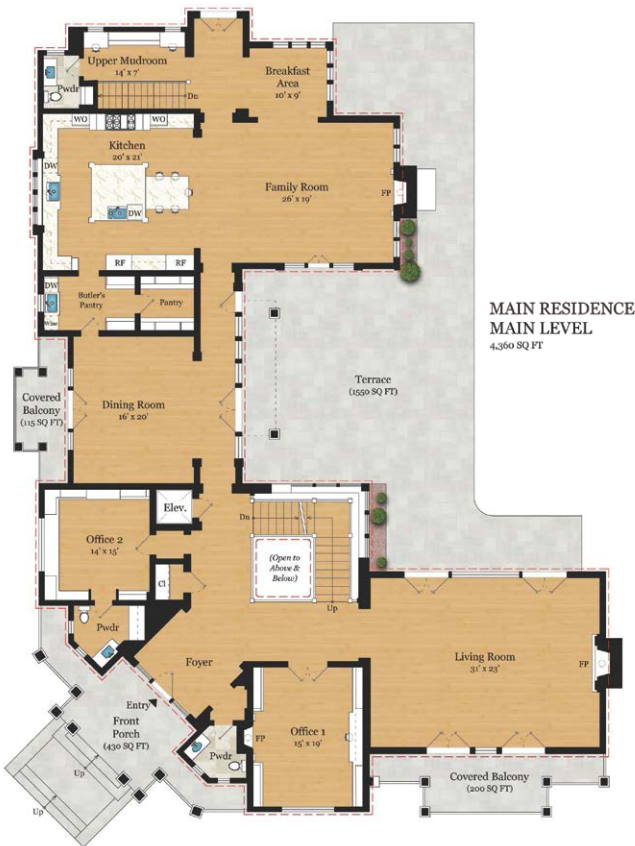 Upper Mudroom
14' x 7'
Pwdr
Dn
Breakfast
Area
10' x 9'
WO
WO
Kitchen
20' x 21'
DW
DW
Family Room
26' x 19'
FP
RF
RF
DW
Butler's
Pantry
Wine
Pantry
MAIN RESIDENCE
MAIN LEVEL
4,360 SQ FT
Terrace
(1550 SQ FT)
Covered
Balcony
(115 SQ FT)
Dining Room
16' x 20'
Elev.
Dn
Office 2
14' x 15'
(Open to
Above &
Below)
Cl
Up
Pwdr
Foyer
Living Room
31' x 23'
FP
Entry
Front
Porch
(430 SQ FT)
FP
Office 1
15' x 19'
Pwdr
Up
Up
Covered Balcony
(200 SQ FT)